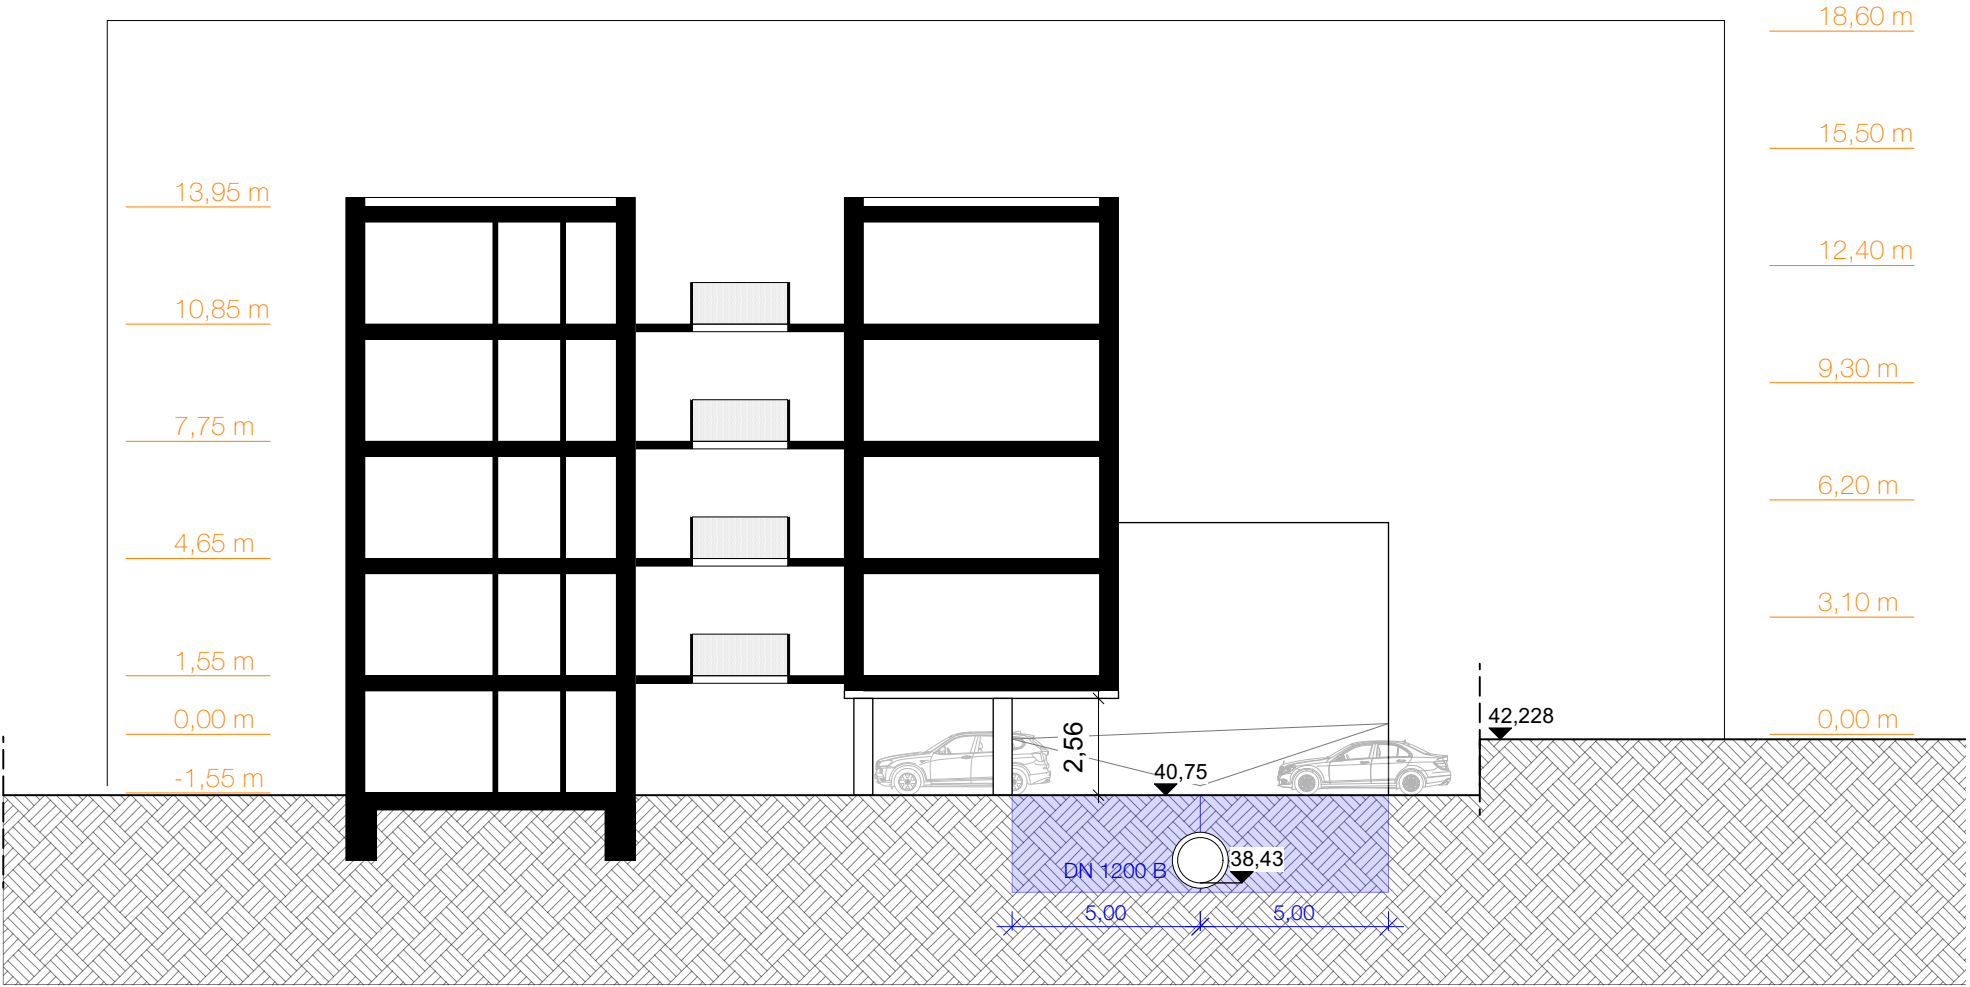 18,60 m
15,50 m
13,95 m
12,40 m
10,85 m
9,30 m
7,75 m
6,20 m
4,65 m
3,10 m
1,55 m
0,00 m
42,228
0,00 m
2,56
-1,55 m
40,75
DN 1200 B
38,43
5,00
5,00